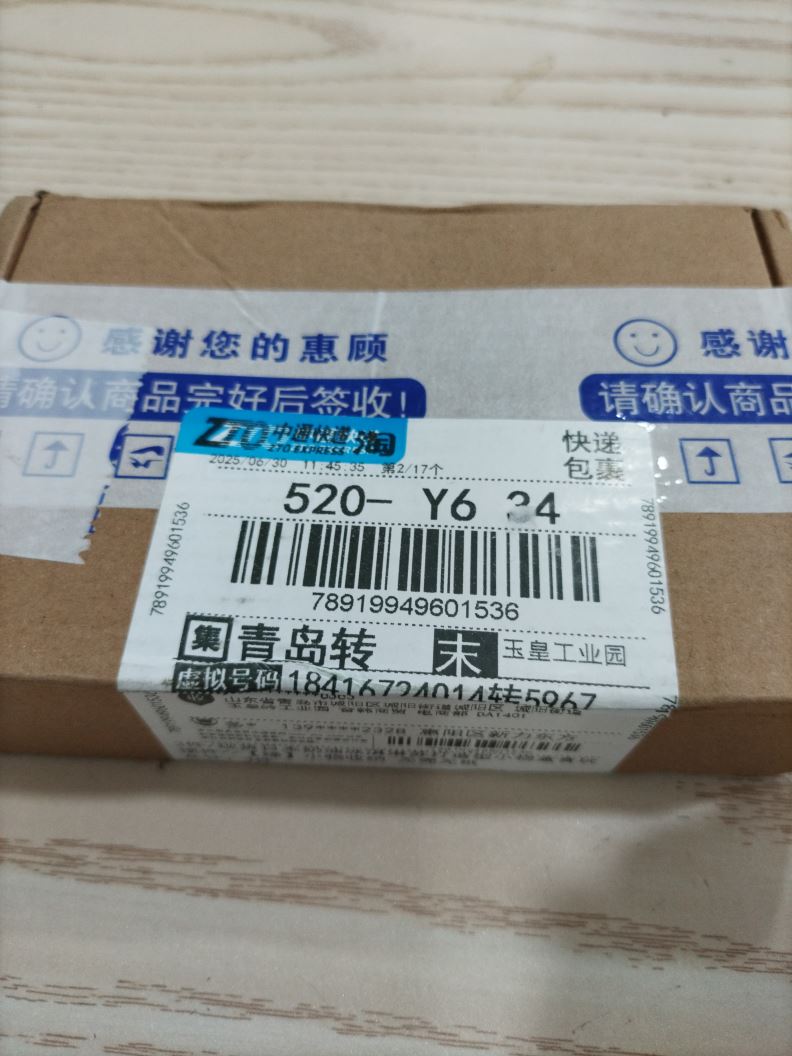 感谢您的惠顾
感谢
请确认商品完好后签收!
请确认商品
ZTO中通快递
ZTO EXPRESS
淘
快递
包裹
2025/06/30 11:45:35 第2/17个
520- Y6 34
78919949601536
78919949601536
78919949601536
集 青岛转
末 玉皇工业园
虚拟号码 18416724014转5967